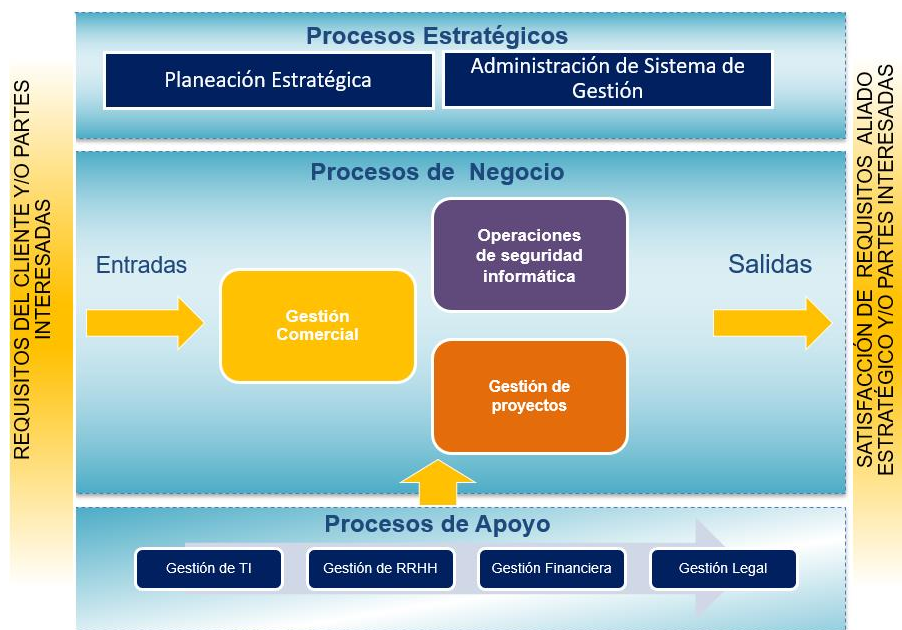 Procesos Estratégicos
Planeación Estratégica
Administración de Sistema de
Gestión
REQUISITOS DEL CLIENTE Y/O PARTES
INTERESADAS
Procesos de Negocio
Entradas
Gestión
Comercial
Operaciones
de seguridad
informática
Gestión de
proyectos
Salidas
SATISFACCIÓN DE REQUISITOS ALIADO
ESTRATÉGICO Y/O PARTES INTERESADAS
Procesos de Apoyo
Gestión de TI
Gestión de RRHH
Gestión Financiera
Gestión Legal